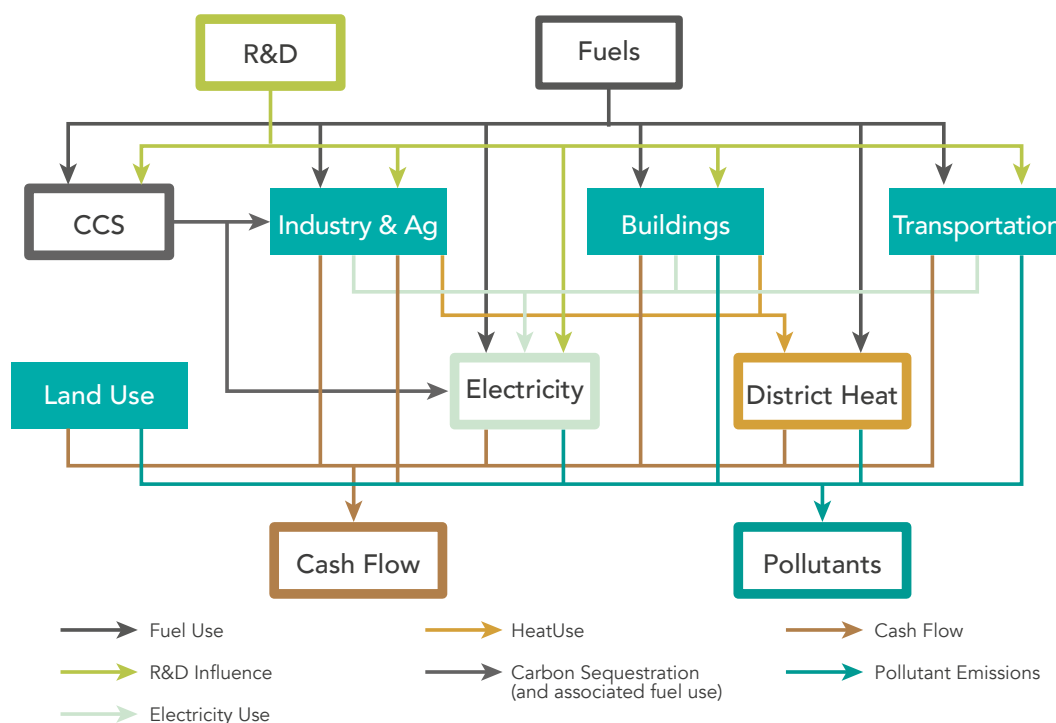 R&D
Fuels
CCS
Industry & Ag
Buildings
Transportation
Land Use
Electricity
District Heat
Cash Flow
Pollutants
Fuel Use
R&D Influence
Electricity Use
HeatUse
Carbon Sequestration
(and associated fuel use)
Cash Flow
Pollutant Emissions